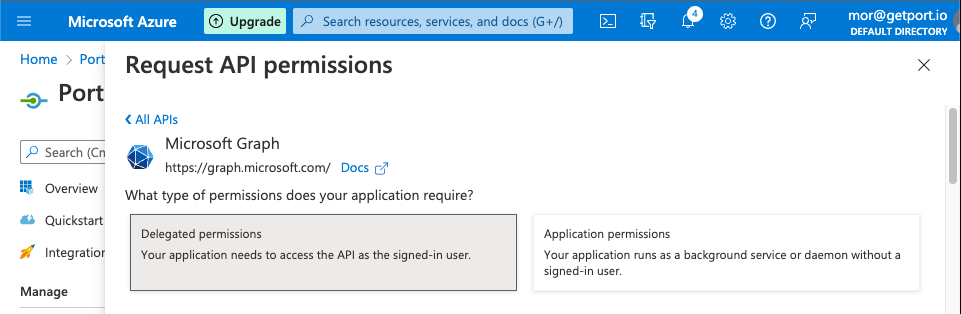 Microsoft Azure
Upgrade
Search resources, services, and docs (G+/)
4
mor@getport.io
DEFAULT DIRECTORY
Home > Port
Port
Search (Cm
Overview
Quickstart
Integration
Manage
Request API permissions
All APIs
Microsoft Graph
https://graph.microsoft.com/ Docs
What type of permissions does your application require?
Delegated permissions
Your application needs to access the API as the signed-in user.
Application permissions
Your application runs as a background service or daemon without a
signed-in user.